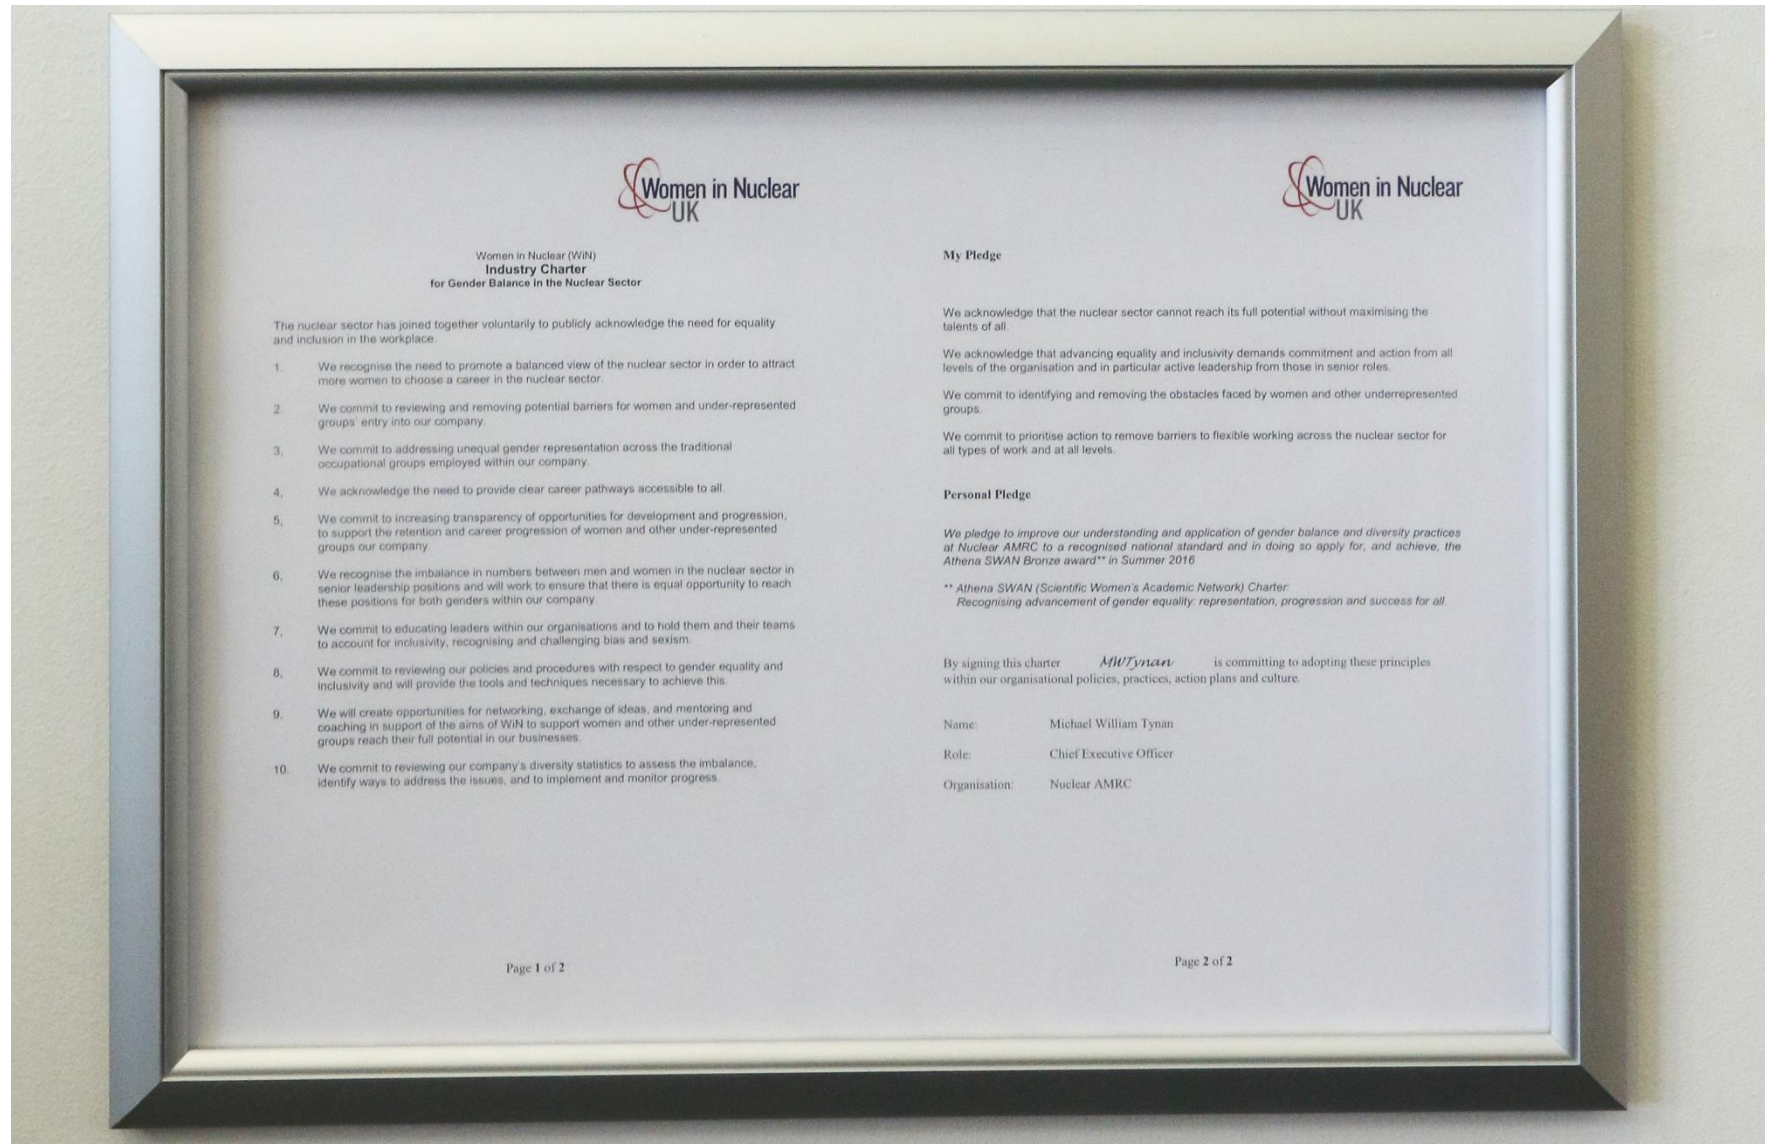 Women in Nuclear
UK
Women in Nuclear (WiN)
Industry Charter
for Gender Balance in the Nuclear Sector
The nuclear sector has joined together voluntarily to publicly acknowledge the need for equality
and inclusion in the workplace.
1. We recognise the need to promote a balanced view of the nuclear sector in order to attract
more women to choose a career in the nuclear sector.
2. We commit to reviewing and removing potential barriers for women and under-represented
groups' entry into our company.
3. We commit to addressing unequal gender representation across the traditional
occupational groups employed within our company.
4. We acknowledge the need to provide clear career pathways accessible to all.
5. We commit to increasing transparency of opportunities for development and progression,
to support the retention and career progression of women and other under-represented
groups our company.
6. We recognise the imbalance in numbers between men and women in the nuclear sector in
senior leadership positions and will work to ensure that there is equal opportunity to reach
these positions for both genders within our company.
7. We commit to educating leaders within our organisations and to hold them and their teams
to account for inclusivity, recognising and challenging bias and sexism.
8. We commit to reviewing our policies and procedures with respect to gender equality and
inclusivity and will provide the tools and techniques necessary to achieve this.
9. We will create opportunities for networking, exchange of ideas, and mentoring and
coaching in support of the aims of WiN to support women and other under-represented
groups reach their full potential in our businesses.
10. We commit to reviewing our company's diversity statistics to assess the imbalance,
identify ways to address the issues, and to implement and monitor progress.
Page 1 of 2
Women in Nuclear
UK
My Pledge
We acknowledge that the nuclear sector cannot reach its full potential without maximising the
talents of all.
We acknowledge that advancing equality and inclusivity demands commitment and action from all
levels of the organisation and in particular active leadership from those in senior roles.
We commit to identifying and removing the obstacles faced by women and other underrepresented
groups.
We commit to prioritise action to remove barriers to flexible working across the nuclear sector for
all types of work and at all levels.
Personal Pledge
We pledge to improve our understanding and application of gender balance and diversity practices
at Nuclear AMRC to a recognised national standard and in doing so apply for, and achieve, the
Athena SWAN Bronze award** in Summer 2016
** Athena SWAN (Scientific Women's Academic Network) Charter:
Recognising advancement of gender equality: representation, progression and success for all.
By signing this charter MWTynan is committing to adopting these principles
within our organisational policies, practices, action plans and culture.
Name: Michael William Tynan
Role: Chief Executive Officer
Organisation: Nuclear AMRC
Page 2 of 2